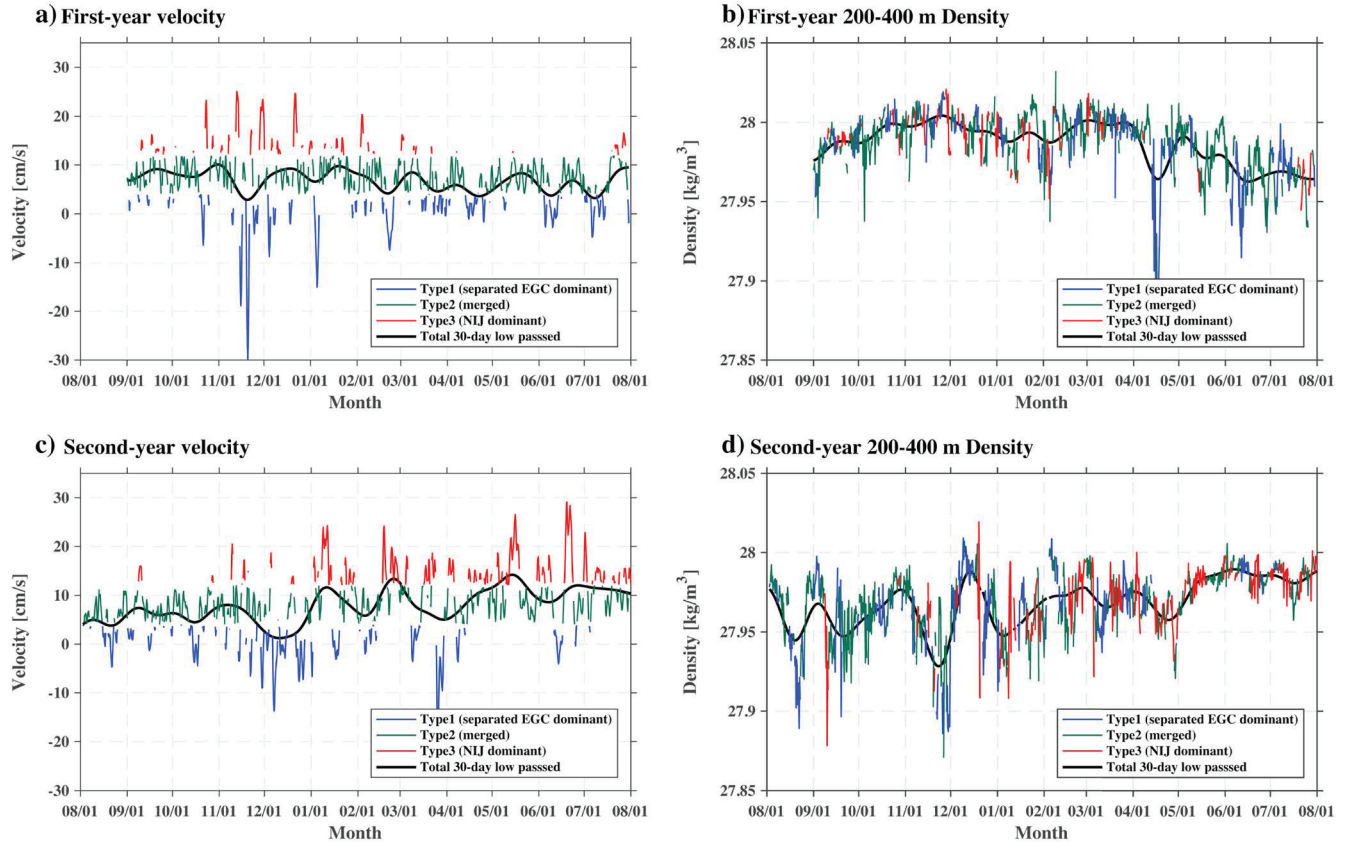 a) First-year velocity
30
20
10
0
-10
-20
-30
Velocity [cm/s]
Type1 (separated EGC dominant)
Type2 (merged)
Type3 (NIJ dominant)
Total 30-day low passsed
08/01 09/01 10/01 11/01 12/01 01/01 02/01 03/01 04/01 05/01 06/01 07/01 08/01
Month
b) First-year 200-400 m Density
28.05
28
27.95
27.9
27.85
Density [kg/m³]
Type1 (separated EGC dominant)
Type2 (merged)
Type3 (NIJ dominant)
Total 30-day low passsed
08/01 09/01 10/01 11/01 12/01 01/01 02/01 03/01 04/01 05/01 06/01 07/01 08/01
Month
c) Second-year velocity
30
20
10
0
-10
-20
-30
Velocity [cm/s]
Type1 (separated EGC dominant)
Type2 (merged)
Type3 (NIJ dominant)
Total 30-day low passsed
08/01 09/01 10/01 11/01 12/01 01/01 02/01 03/01 04/01 05/01 06/01 07/01 08/01
Month
d) Second-year 200-400 m Density
28.05
28
27.95
27.9
27.85
Density [kg/m³]
Type1 (separated EGC dominant)
Type2 (merged)
Type3 (NIJ dominant)
Total 30-day low passsed
08/01 09/01 10/01 11/01 12/01 01/01 02/01 03/01 04/01 05/01 06/01 07/01 08/01
Month